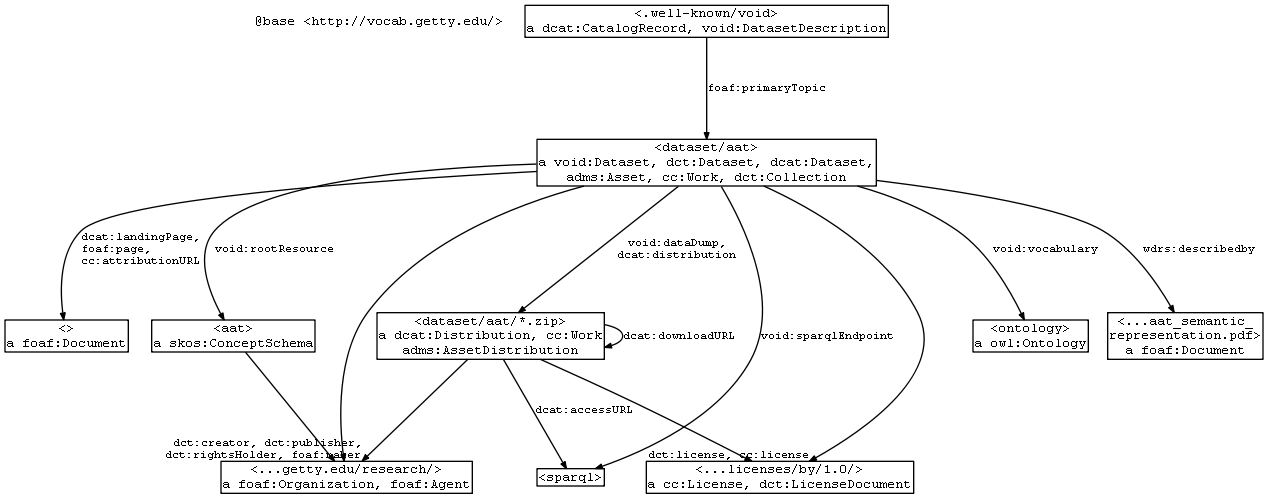 @base <http://vocab.getty.edu/>
<.well-known/void>
a dcat:CatalogRecord, void:DatasetDescription
foaf:primaryTopic
<dataset/aat>
a void:Dataset, dct:Dataset, dcat:Dataset,
adms:Asset, cc:Work, dct:Collection
dcat:landingPage,
foaf:page,
cc:attributionURL
void:rootResource
void:dataDump,
dcat:distribution
void:vocabulary
wdrs:describedby
<>
a foaf:Document
<aat>
a skos:ConceptSchema
<dataset/aat/*.zip>
a dcat:Distribution, cc:Work
adms:AssetDistribution
dcat:downloadURL
void:sparqlEndpoint
<ontology>
a owl:Ontology
<...aat_semantic_
representation.pdf>
a foaf:Document
dcat:accessURL
dct:creator, dct:publisher,
dct:rightsHolder, foaf:maker
dct:license, cc:license
<...getty.edu/research/>
a foaf:Organization, foaf:Agent
<sparql>
<...licenses/by/1.0/>
a cc:License, dct:LicenseDocument